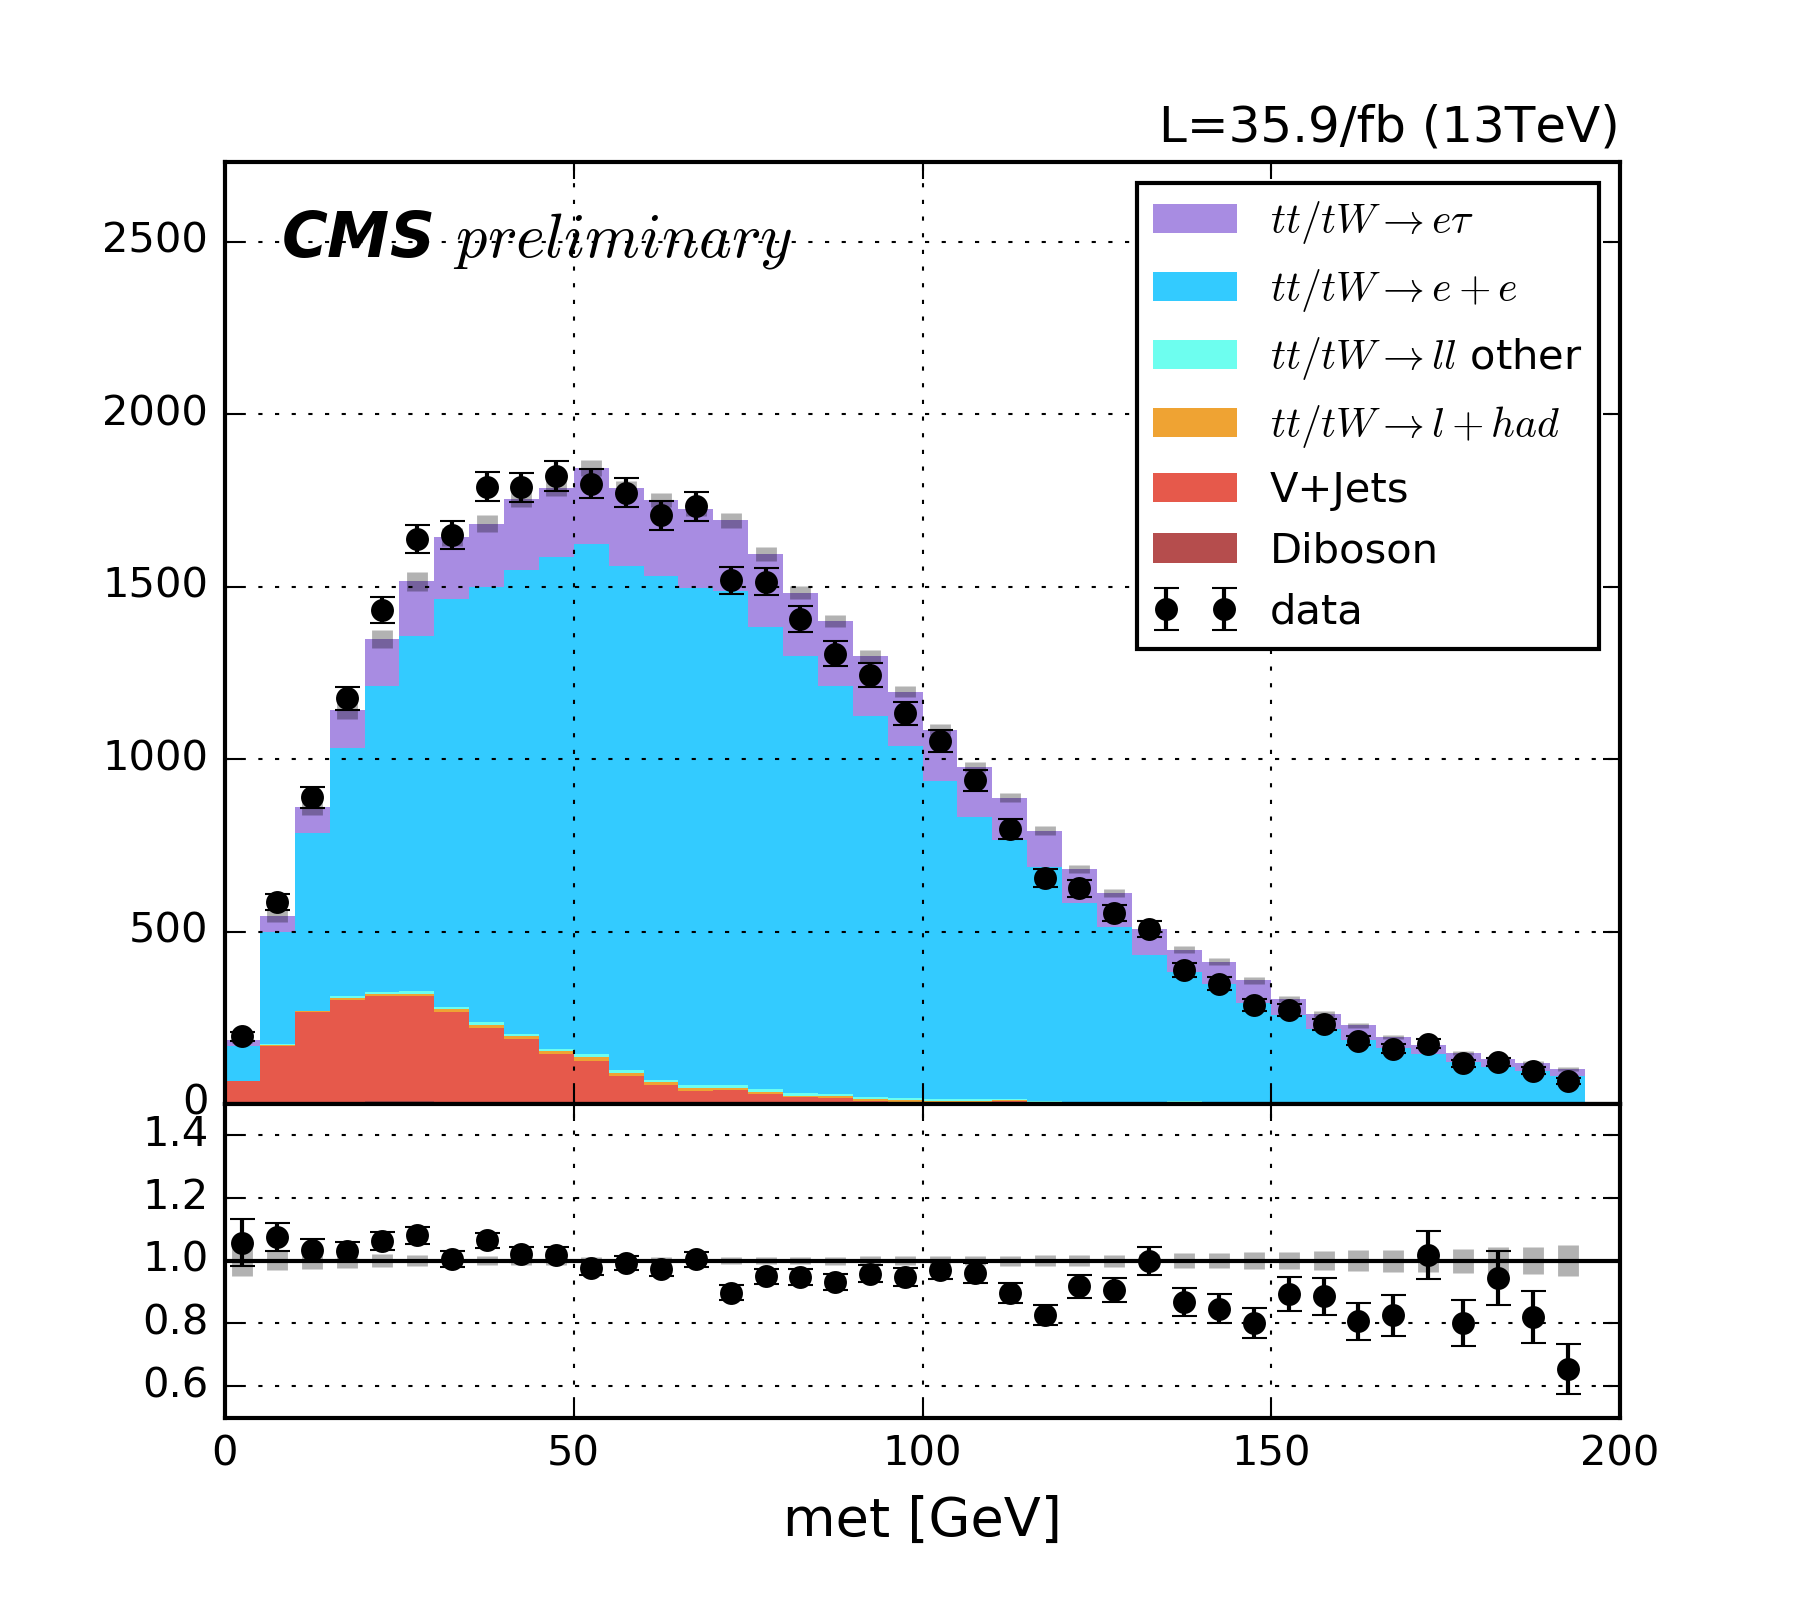 L=35.9/fb (13TeV)
CMS preliminary
2500
2000
1500
1000
500
0
tt/tW → eτ
tt/tW → e + e
tt/tW → ll other
tt/tW → l + had
V+Jets
Diboson
data
1.4
1.2
1.0
0.8
0.6
0 50 100 150 200
met [GeV]